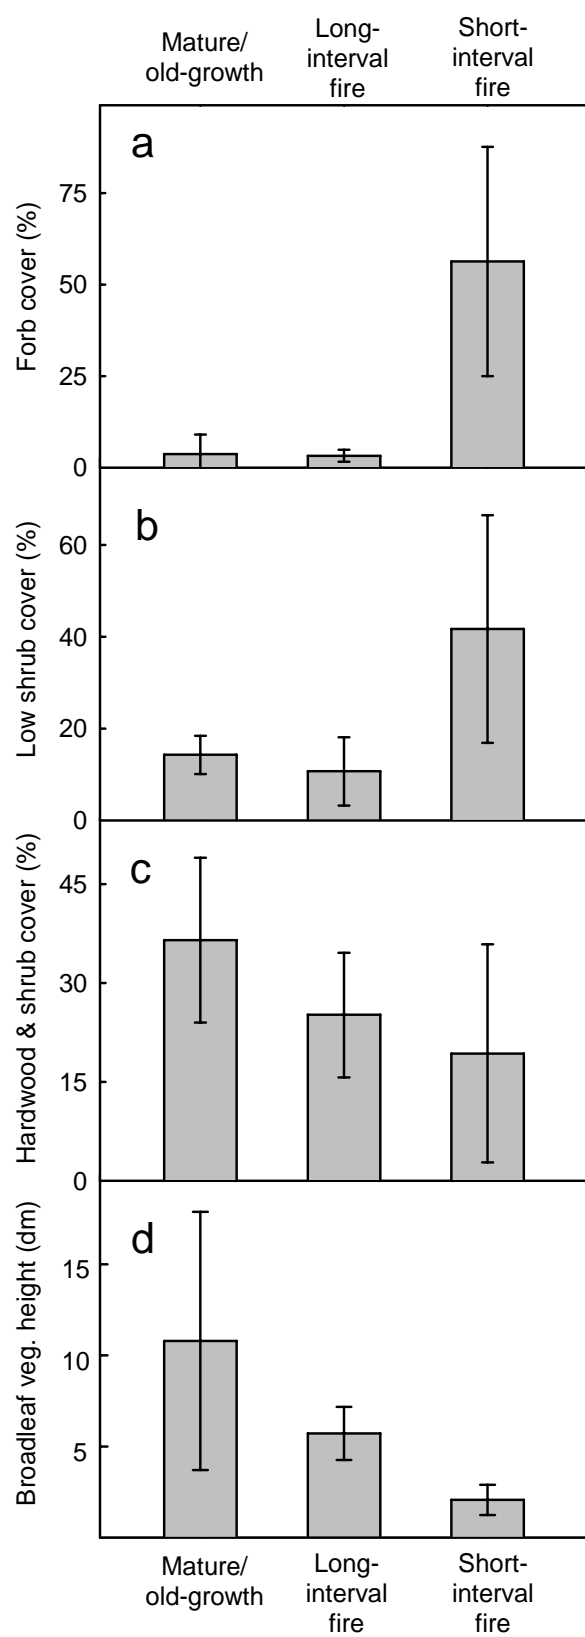 Mature/
old-growth
Long-
interval
fire
Short-
interval
fire
a
Forb cover (%)
75
50
25
0
b
Low shrub cover (%)
60
40
20
0
c
Hardwood & shrub cover (%)
45
30
15
0
d
Broadleaf veg. height (dm)
15
10
5
Mature/
old-growth
Long-
interval
fire
Short-
interval
fire